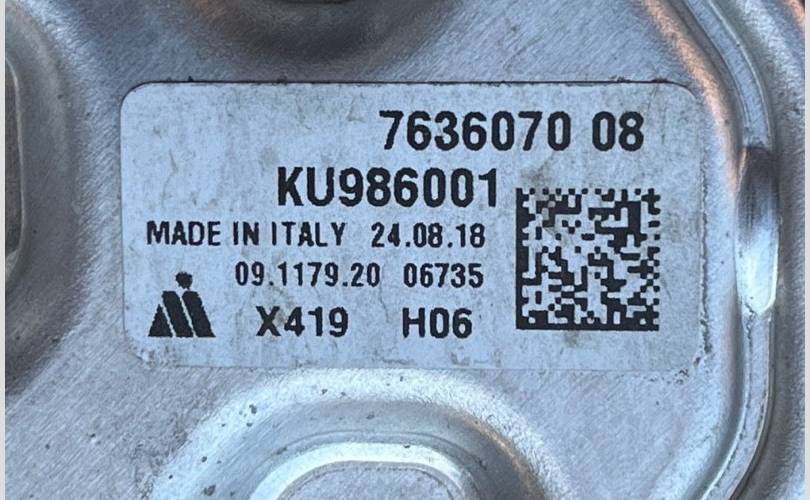 7636070 08
KU986001
MADE IN ITALY 24.08.18
09.1179.20 06735
X419 H06